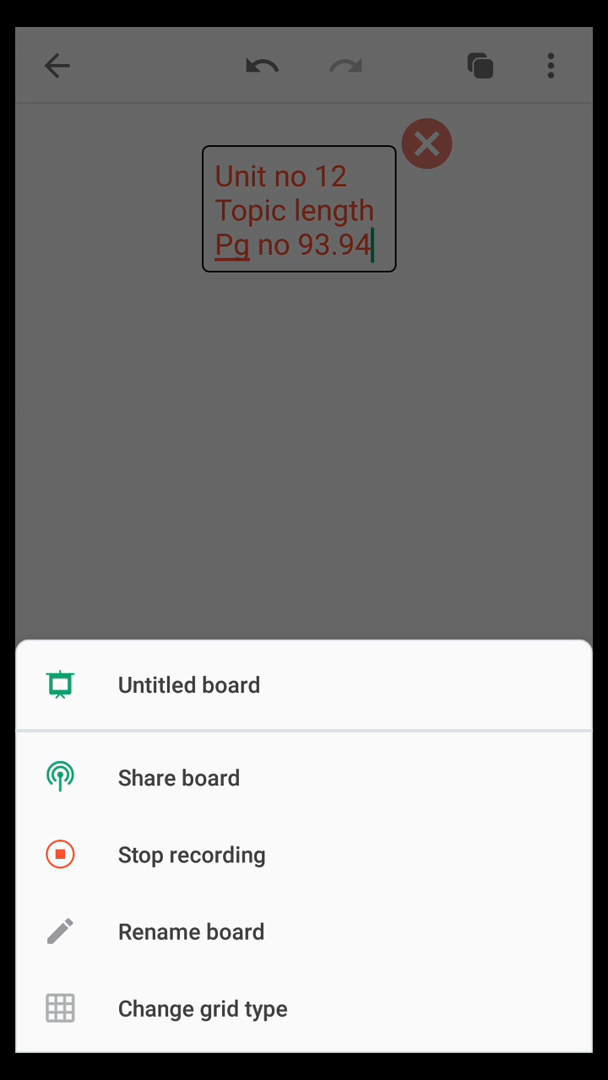 Unit no 12
Topic length
Pg no 93.94
Untitled board
Share board
Stop recording
Rename board
Change grid type